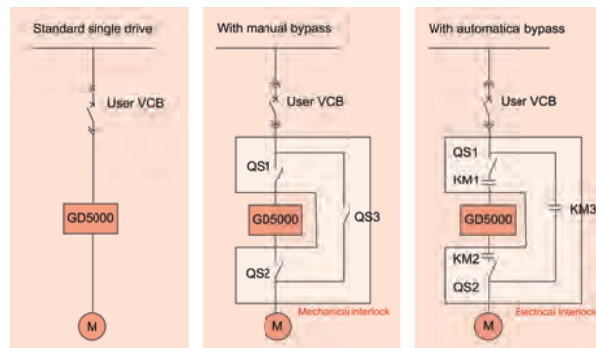 Standard single drive
User VCB
GD5000
M
With manual bypass
User VCB
QS1
GD5000
QS3
QS2
Mechanical interlock
M
With automatica bypass
User VCB
QS1
KM1
GD5000
KM3
KM2
QS2
Electrical Interlock
M